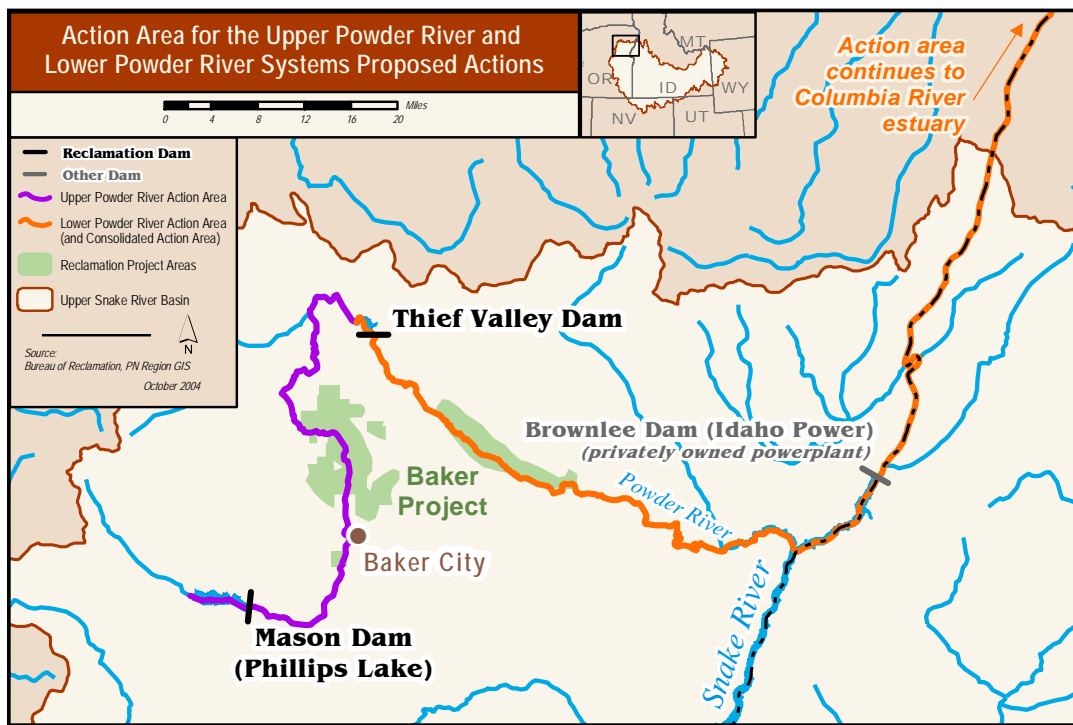 Action Area for the Upper Powder River and
Lower Powder River Systems Proposed Actions
Miles
0 4 8 12 16 20
MT
OR
ID
WY
NV
UT
Action area
continues to
Columbia River
estuary
Reclamation Dam
Other Dam
Upper Powder River Action Area
Lower Powder River Action Area
(and Consolidated Action Area)
Reclamation Project Areas
Upper Snake River Basin
N
Source:
Bureau of Reclamation, PN Region GIS
October 2004
Thief Valley Dam
Brownlee Dam (Idaho Power)
(privately owned powerplant)
Baker
Project
Powder River
Baker City
Mason Dam
(Phillips Lake)
Snake River